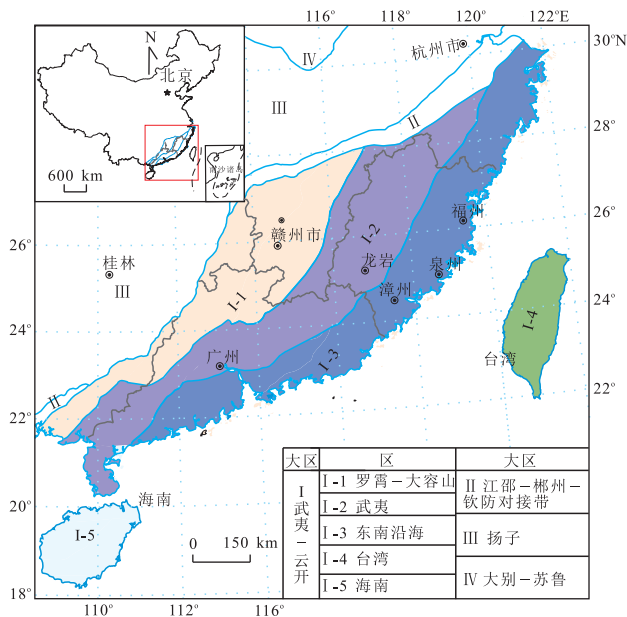 116° 118° 120° 122°E
30°N
杭州市
IV
N
北京
III
II
28°
600 km
南沙诸岛
I-2
福州
26°
26°
赣州市
龙岩
泉州
桂林
漳州
III
24°
24°
I-1
I-4
广州
I-3
台湾
22°
22°
II
20°
海南
I-5
0 150 km
18°
110° 112° 114° 116°
大区 区 大区
I 武夷-云开
I-1 罗霄-大容山
I-2 武夷
I-3 东南沿海
I-4 台湾
I-5 海南
II 江邵-郴州-
钦防对接带
III 扬子
IV 大别-苏鲁